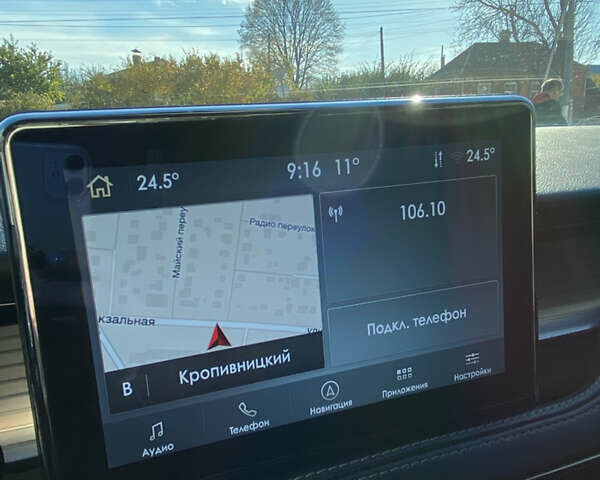 24.5°
9:16 11°
24.5°
Майский переу
Радио переулок
кзальная
ул
В Кропивницкий
106.10
Подкл. телефон
Аудио
Телефон
Навигация
Приложения
Настройки